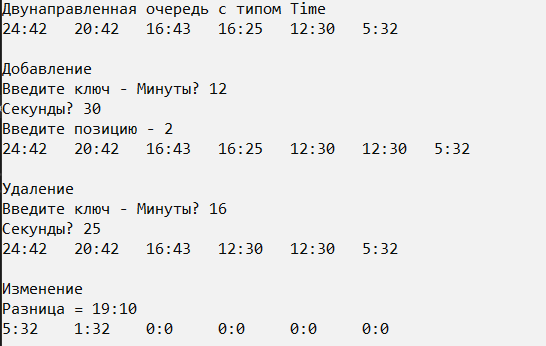 Двунаправленная очередь с типом Time
24:42 20:42 16:43 16:25 12:30 5:32
Добавление
Введите ключ - Минуты? 12
Секунды? 30
Введите позицию - 2
24:42 20:42 16:43 16:25 12:30 12:30 5:32
Удаление
Введите ключ - Минуты? 16
Секунды? 25
24:42 20:42 16:43 12:30 12:30 5:32
Изменение
Разница = 19:10
5:32 1:32 0:0 0:0 0:0 0:0